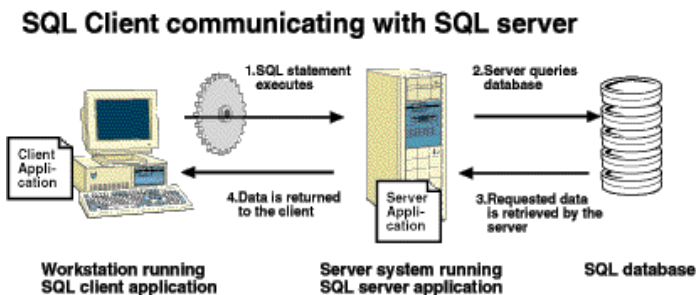 SQL Client communicating with SQL server
1.SQL statement
executes
2.Server queries
database
Client
Appli-
cation
4.Data is returned
to the client
Server
Appli-
cation
3.Requested data
is retrieved by the
server
Workstation running
SQL client application
Server system running
SQL server application
SQL database